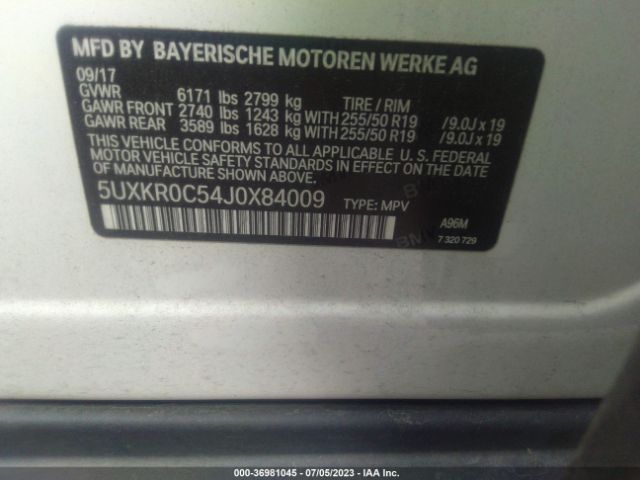 MFD BY BAYERISCHE MOTOREN WERKE AG
09/17
GVWR 6171 lbs 2799 kg TIRE / RIM
GAWR FRONT 2740 lbs 1243 kg WITH 255/50 R19 /9.0J x 19
GAWR REAR 3589 lbs 1628 kg WITH 255/50 R19 /9.0J x 19
THIS VEHICLE CONFORMS TO ALL APPLICABLE U.S. FEDERAL
MOTOR VEHICLE SAFETY STANDARDS IN EFFECT ON THE DATE
OF MANUFACTURE SHOWN ABOVE.
5UXKR0C54J0X84009 TYPE: MPV
A96M
7 320 729
000-36981045 / 07/05/2023 - IAA Inc.